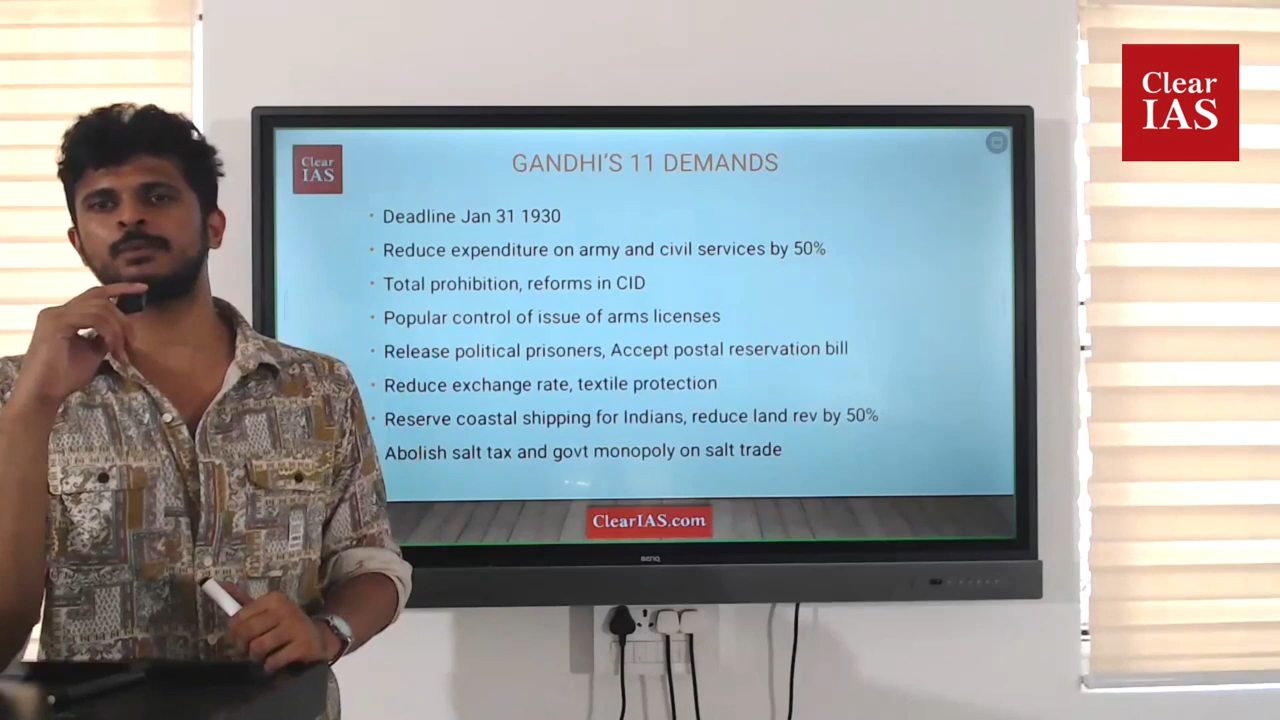 Clear
IAS
Clear
IAS
GANDHI'S 11 DEMANDS
• Deadline Jan 31 1930
• Reduce expenditure on army and civil services by 50%
• Total prohibition, reforms in CID
• Popular control of issue of arms licenses
• Release political prisoners, Accept postal reservation bill
• Reduce exchange rate, textile protection
• Reserve coastal shipping for Indians, reduce land rev by 50%
Abolish salt tax and govt monopoly on salt trade
ClearIAS.com
BenQ